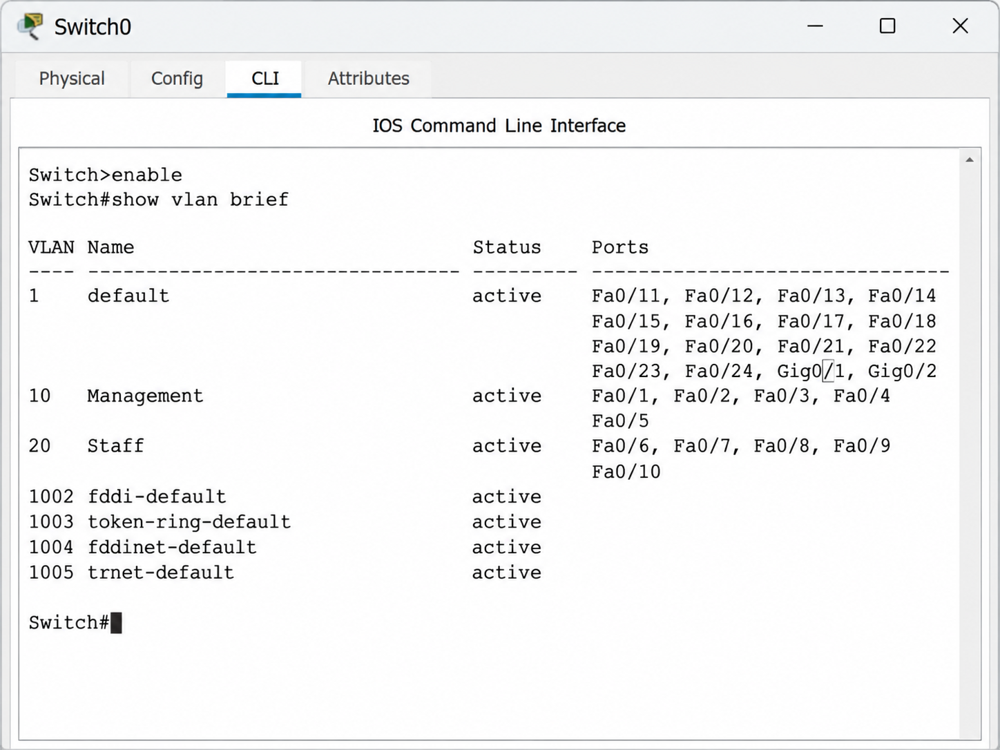 Switch0
Physical Config CLI Attributes
IOS Command Line Interface
Switch>enable
Switch#show vlan brief
VLAN Name                             Status    Ports
---- -------------------------------- --------- -------------------------------
1    default                          active    Fa0/11, Fa0/12, Fa0/13, Fa0/14
                                                Fa0/15, Fa0/16, Fa0/17, Fa0/18
                                                Fa0/19, Fa0/20, Fa0/21, Fa0/22
                                                Fa0/23, Fa0/24, Gig0/1, Gig0/2
10   Management                       active    Fa0/1, Fa0/2, Fa0/3, Fa0/4
                                                Fa0/5
20   Staff                            active    Fa0/6, Fa0/7, Fa0/8, Fa0/9
                                                Fa0/10
1002 fddi-default                     active
1003 token-ring-default               active
1004 fddinet-default                  active
1005 trnet-default                    active
Switch#